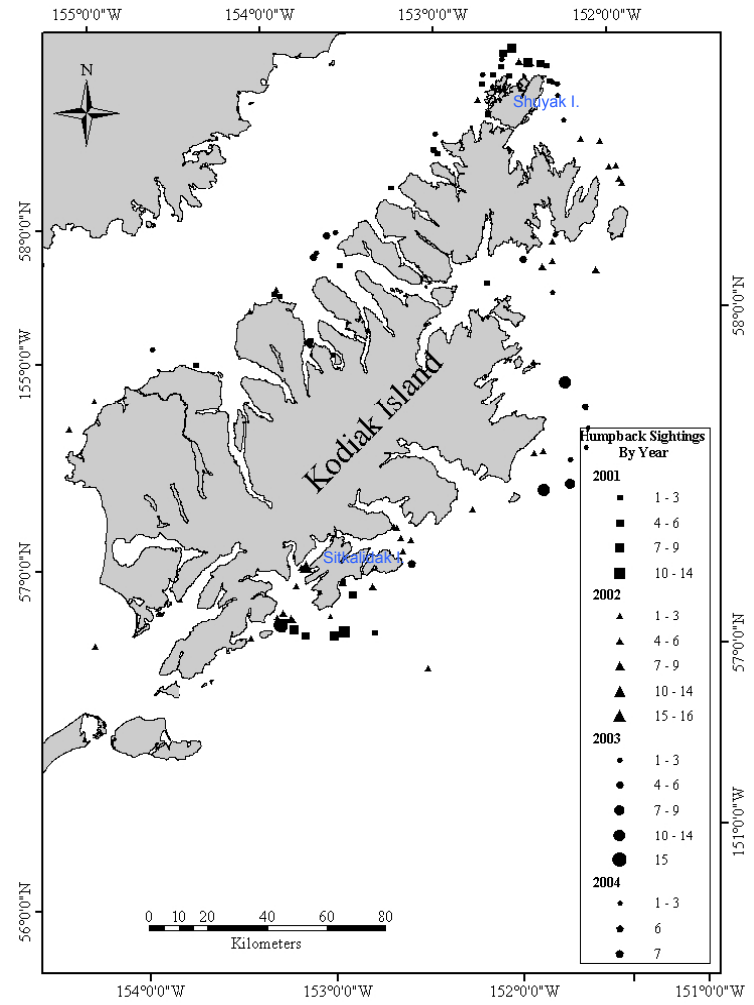 155°0'0"W 154°0'0"W 153°0'0"W 152°0'0"W
N
Shuyak I.
58°0'0"N
58°0'0"N
155°0'0"W
Kodiak Island
Humpback Sightings
By Year
2001
1 - 3
4 - 6
7 - 9
10 - 14
2002
1 - 3
4 - 6
7 - 9
10 - 14
15 - 16
2003
1 - 3
4 - 6
7 - 9
10 - 14
15
2004
1 - 3
6
7
Sitkalidak I.
57°0'0"N
57°0'0"N
151°0'0"W
56°0'0"N
0 10 20 40 60 80
Kilometers
154°0'0"W 153°0'0"W 152°0'0"W 151°0'0"W